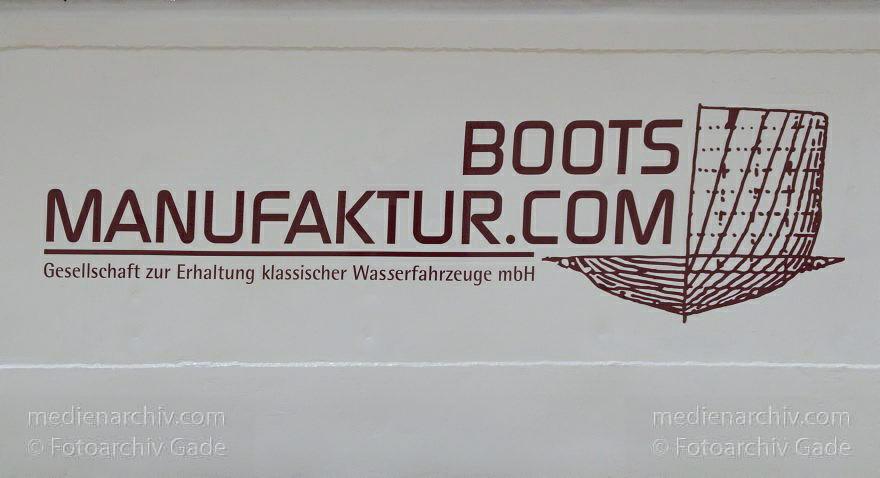 BOOTS
MANUFAKTUR.COM
Gesellschaft zur Erhaltung klassischer Wasserfahrzeuge mbH
medienarchiv.com
© Fotoarchiv Gade
medienarchiv.com
© Fotoarchiv Gade